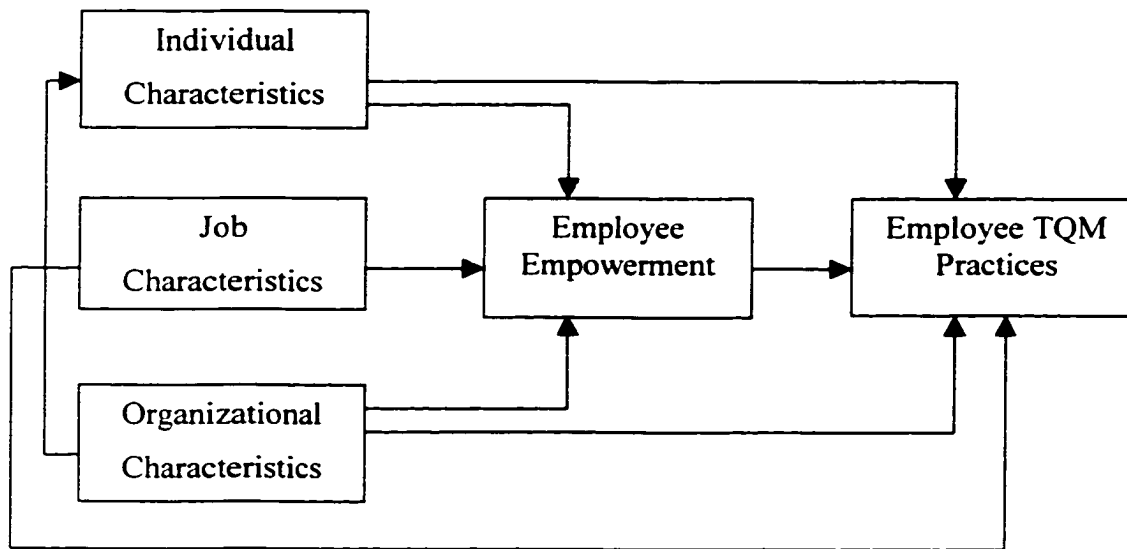 Individual
Characteristics
Job
Characteristics
Employee
Empowerment
Employee TQM
Practices
Organizational
Characteristics